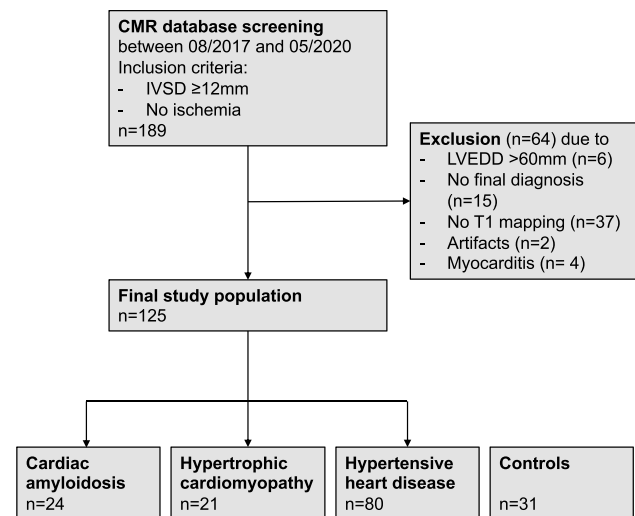 CMR database screening
between 08/2017 and 05/2020
Inclusion criteria:
- IVSD ≥12mm
- No ischemia
n=189
Exclusion (n=64) due to
- LVEDD >60mm (n=6)
- No final diagnosis
(n=15)
- No T1 mapping (n=37)
- Artifacts (n=2)
- Myocarditis (n= 4)
Final study population
n=125
Cardiac
amyloidosis
n=24
Hypertrophic
cardiomyopathy
n=21
Hypertensive
heart disease
n=80
Controls
n=31